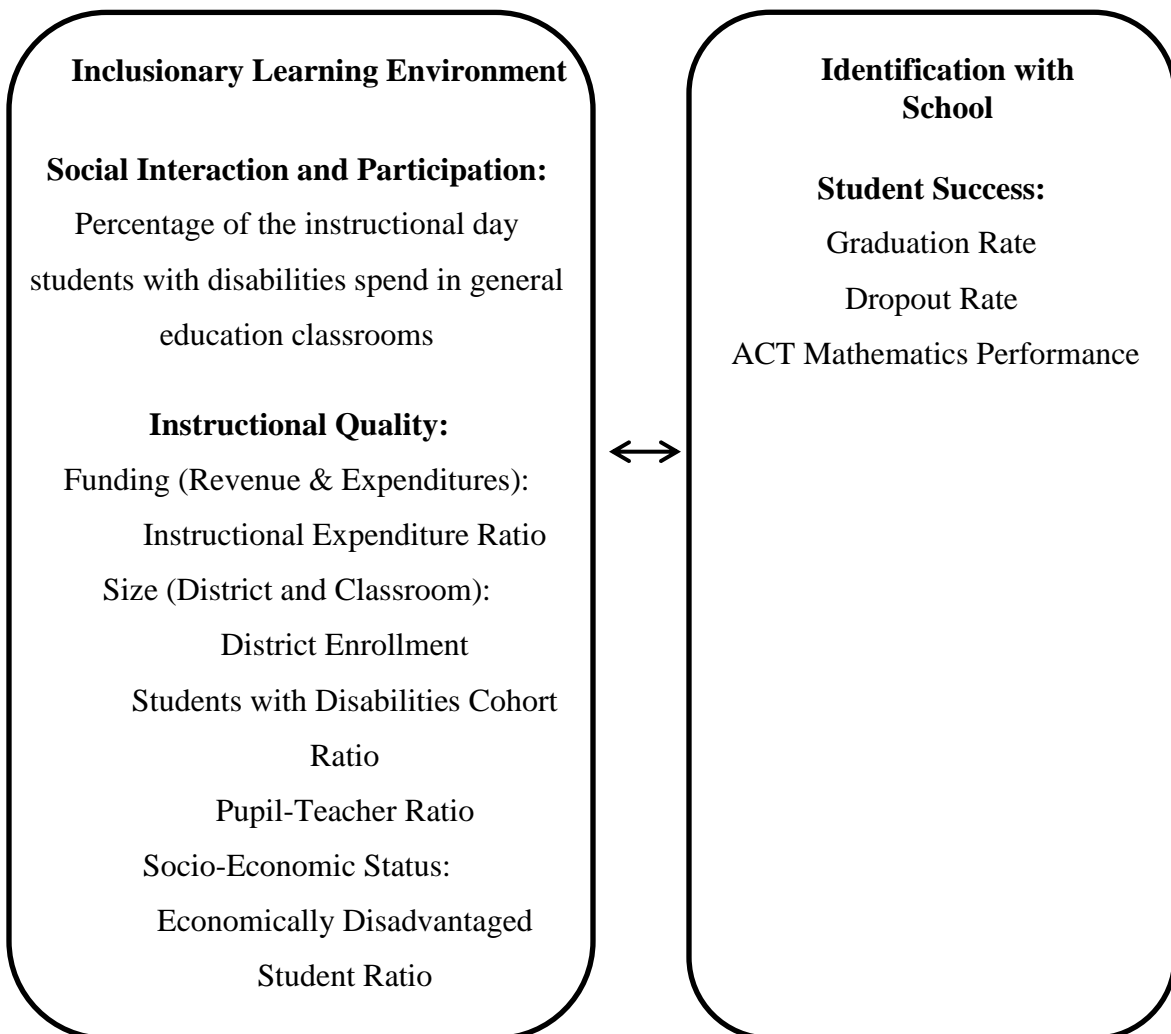 Inclusionary Learning Environment
Social Interaction and Participation:
Percentage of the instructional day
students with disabilities spend in general
education classrooms
Instructional Quality:
Funding (Revenue & Expenditures):
Instructional Expenditure Ratio
Size (District and Classroom):
District Enrollment
Students with Disabilities Cohort
Ratio
Pupil-Teacher Ratio
Socio-Economic Status:
Economically Disadvantaged
Student Ratio
Identification with
School
Student Success:
Graduation Rate
Dropout Rate
ACT Mathematics Performance